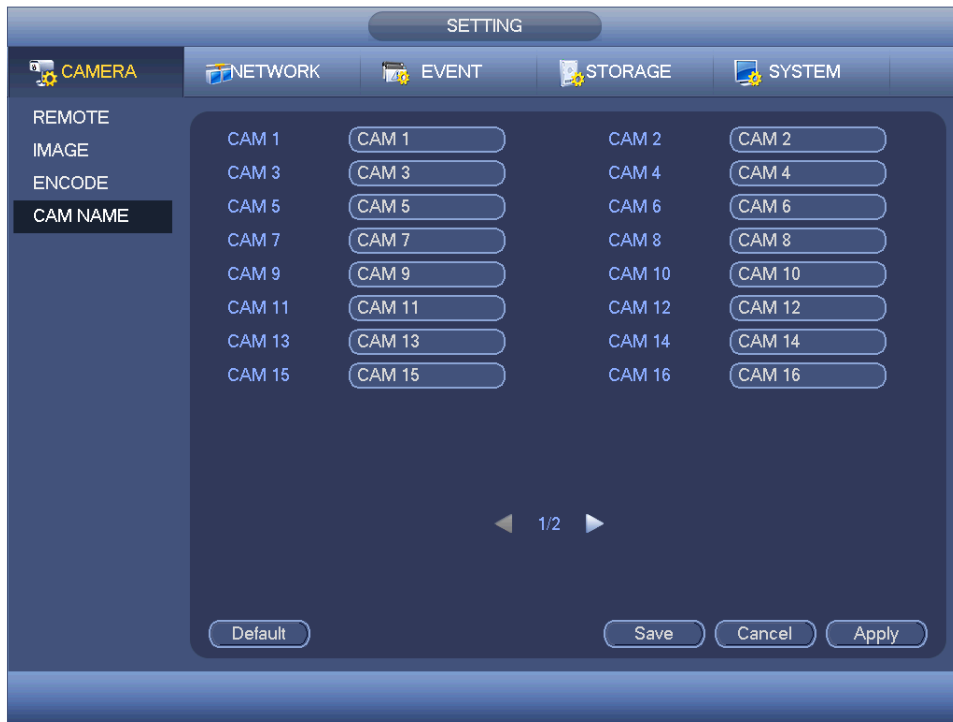 SETTING
CAMERA NETWORK EVENT STORAGE SYSTEM
REMOTE
IMAGE
ENCODE
CAM NAME
CAM 1 CAM 1 CAM 2 CAM 2
CAM 3 CAM 3 CAM 4 CAM 4
CAM 5 CAM 5 CAM 6 CAM 6
CAM 7 CAM 7 CAM 8 CAM 8
CAM 9 CAM 9 CAM 10 CAM 10
CAM 11 CAM 11 CAM 12 CAM 12
CAM 13 CAM 13 CAM 14 CAM 14
CAM 15 CAM 15 CAM 16 CAM 16
1/2
Default Save Cancel Apply